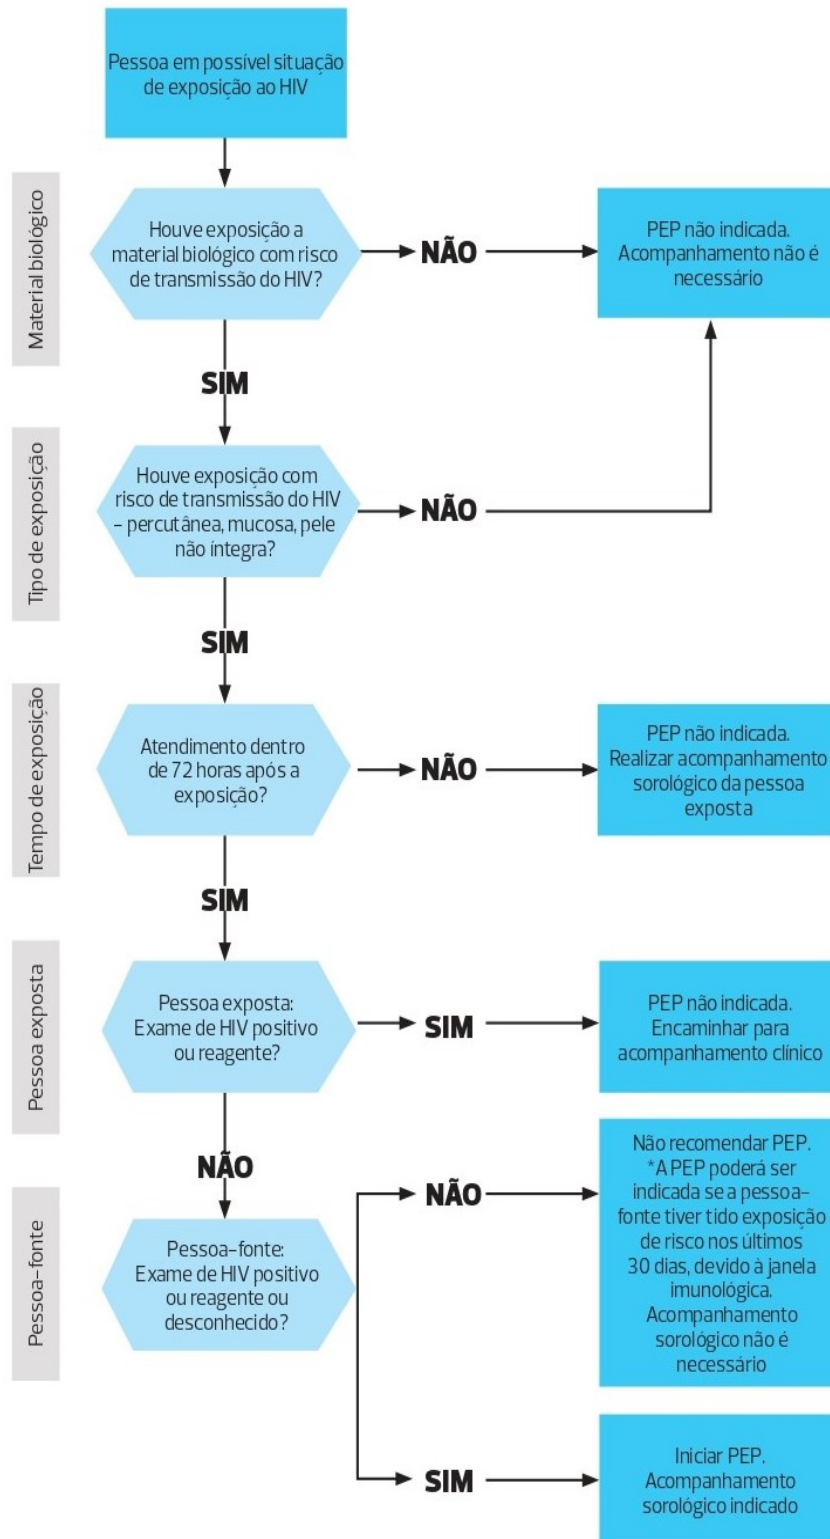 Pessoa em possível situação
de exposição ao HIV
Material biológico
Houve exposição a
material biológico com risco
de transmissão do HIV?
NÃO
PEP não indicada.
Acompanhamento não é
necessário
SIM
Tipo de exposição
Houve exposição com
risco de transmissão do HIV
– percutânea, mucosa, pele
não íntegra?
NÃO
SIM
Tempo de exposição
Atendimento dentro
de 72 horas após a
exposição?
NÃO
PEP não indicada.
Realizar acompanhamento
sorológico da pessoa
exposta
SIM
Pessoa exposta
Pessoa exposta:
Exame de HIV positivo
ou reagente?
SIM
PEP não indicada.
Encaminhar para
acompanhamento clínico
NÃO
Pessoa-fonte
Pessoa-fonte:
Exame de HIV positivo
ou reagente ou
desconhecido?
NÃO
Não recomendar PEP.
*A PEP poderá ser
indicada se a pessoa-
fonte tiver tido exposição
de risco nos últimos
30 dias, devido à janela
imunológica.
Acompanhamento
sorológico não é
necessário
SIM
Iniciar PEP.
Acompanhamento
sorológico indicado